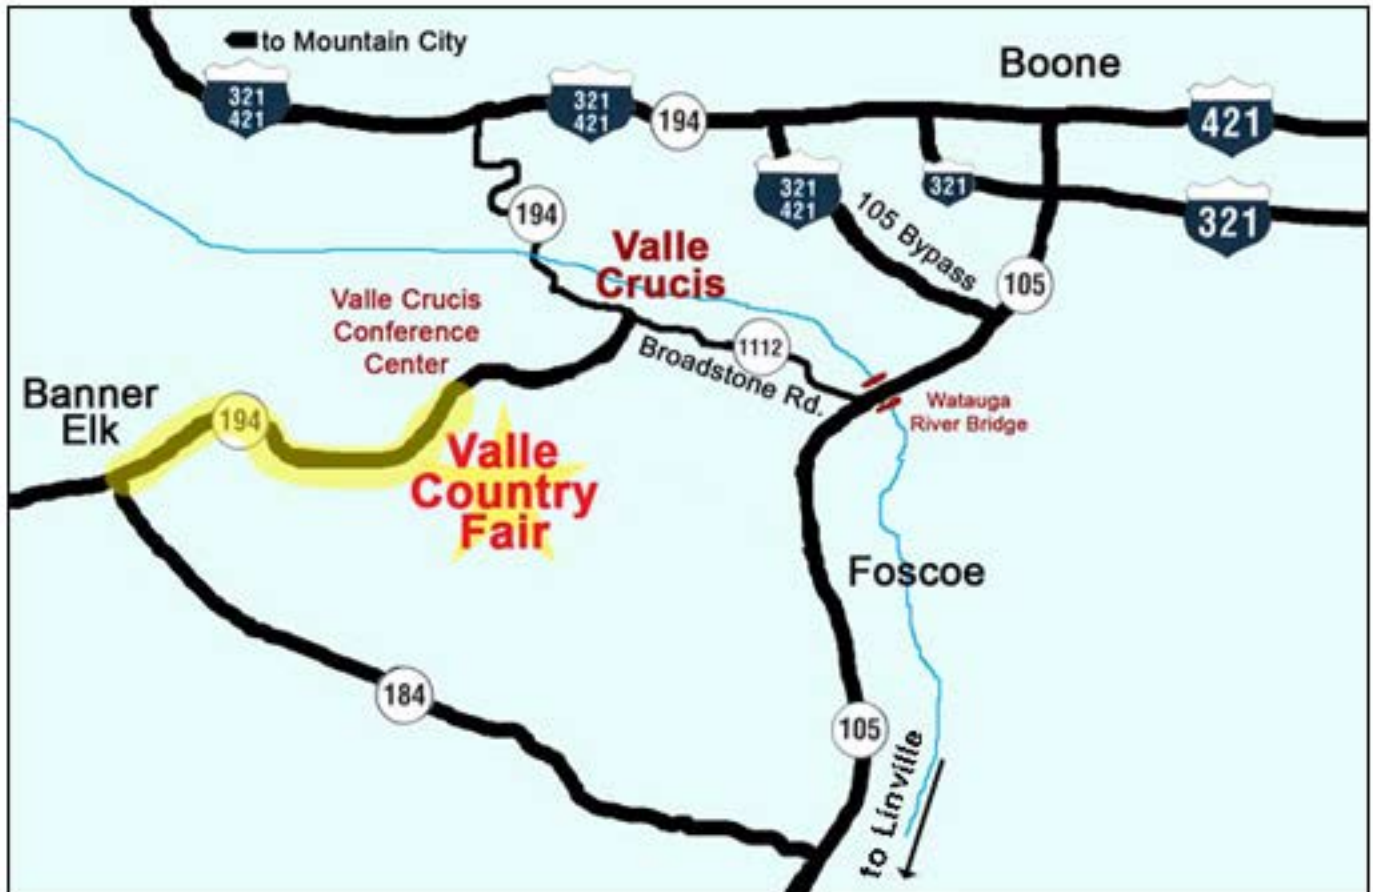 to Mountain City
Boone
321
421
321
421
194
421
321
421
321
321
105 Bypass
194
Valle
Crucis
105
Valle Crucis
Conference
Center
1112
Broadstone Rd.
Banner
Elk
194
Watauga
River Bridge
Valle
Country
Fair
Foscoe
184
105
to Linville